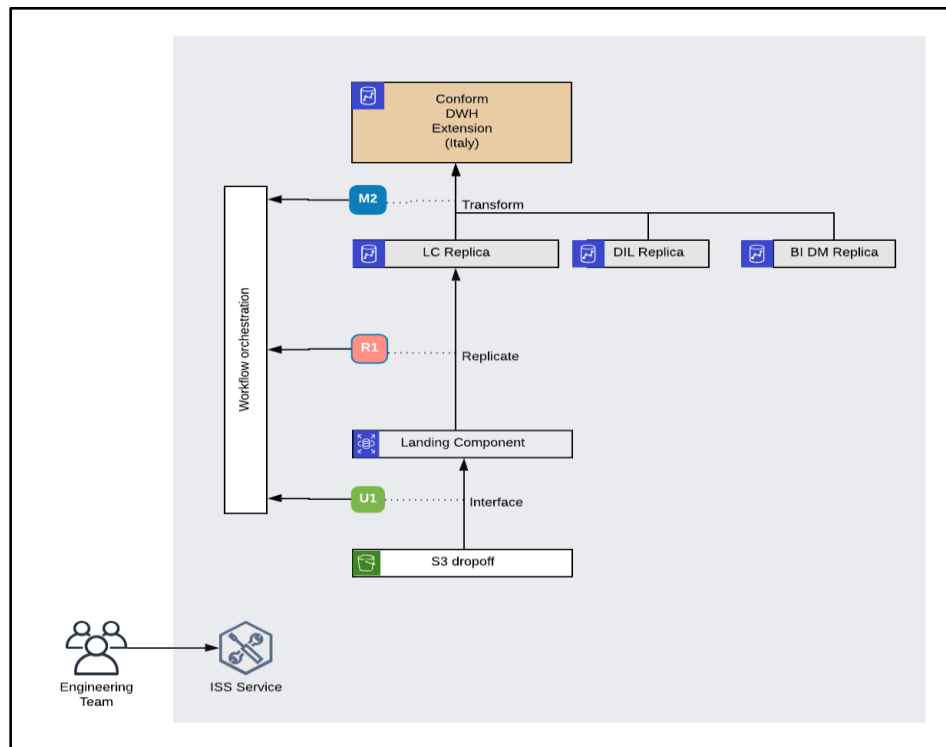 Conform
DWH
Extension
(Italy)
M2
Transform
LC Replica
DIL Replica
BI DM Replica
Workflow orchestration
R1
Replicate
Landing Component
U1
Interface
S3 dropoff
Engineering
Team
ISS Service